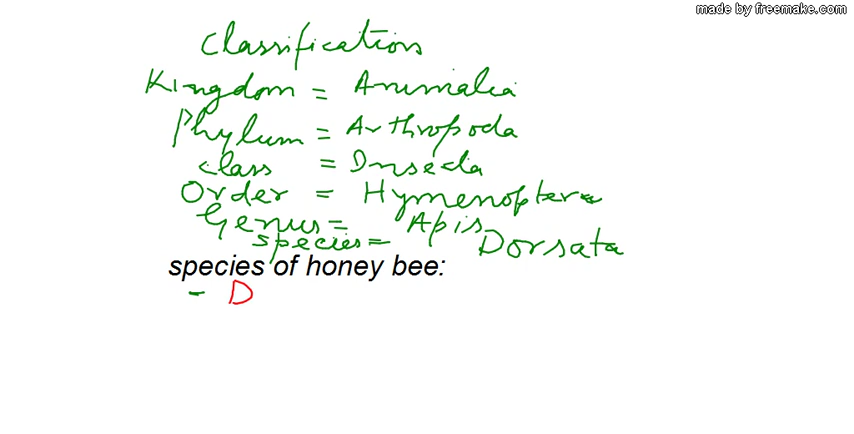 made by freemake.com
Classification
Kingdom = Animalia
Phylum = Arthropoda
class = Insecta
Order = Hymenoptera
Genus = Apis
species = Dorsata
species of honey bee:
- D